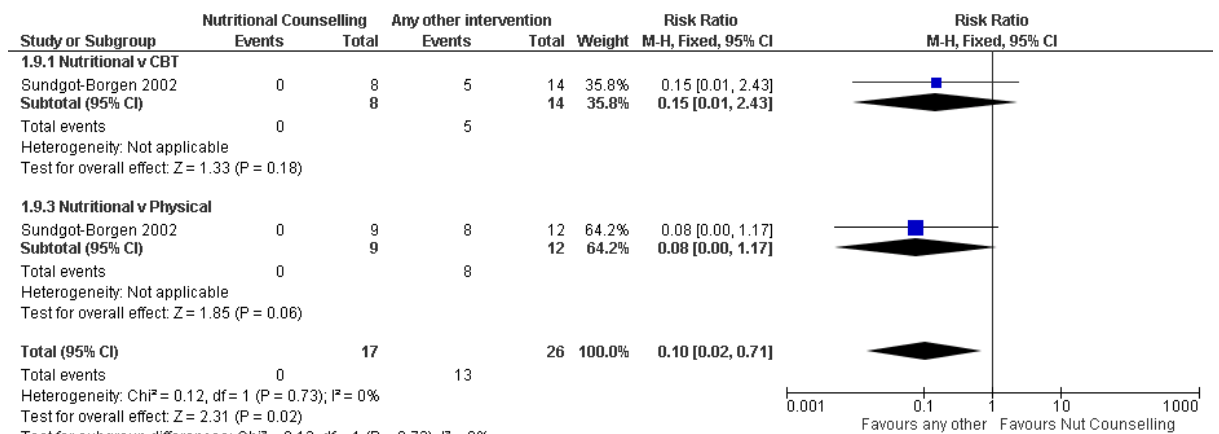 Nutritional Counselling Any other intervention Risk Ratio Risk Ratio
Study or Subgroup Events Total Events Total Weight M-H, Fixed, 95% CI M-H, Fixed, 95% CI
1.9.1 Nutritional v CBT
Sundgot-Borgen 2002 0 8 5 14 35.8% 0.15 [0.01, 2.43]
Subtotal (95% CI) 8 14 35.8% 0.15 [0.01, 2.43]
Total events 0 5
Heterogeneity: Not applicable
Test for overall effect: Z = 1.33 (P = 0.18)
1.9.3 Nutritional v Physical
Sundgot-Borgen 2002 0 9 8 12 64.2% 0.08 [0.00, 1.17]
Subtotal (95% CI) 9 12 64.2% 0.08 [0.00, 1.17]
Total events 0 8
Heterogeneity: Not applicable
Test for overall effect: Z = 1.85 (P = 0.06)
Total (95% CI) 17 26 100.0% 0.10 [0.02, 0.71]
Total events 0 13
Heterogeneity: Chi² = 0.12, df = 1 (P = 0.73); I² = 0%
Test for overall effect: Z = 2.31 (P = 0.02)
0.001 0.1 1 10 1000
Favours any other Favours Nut Counselling